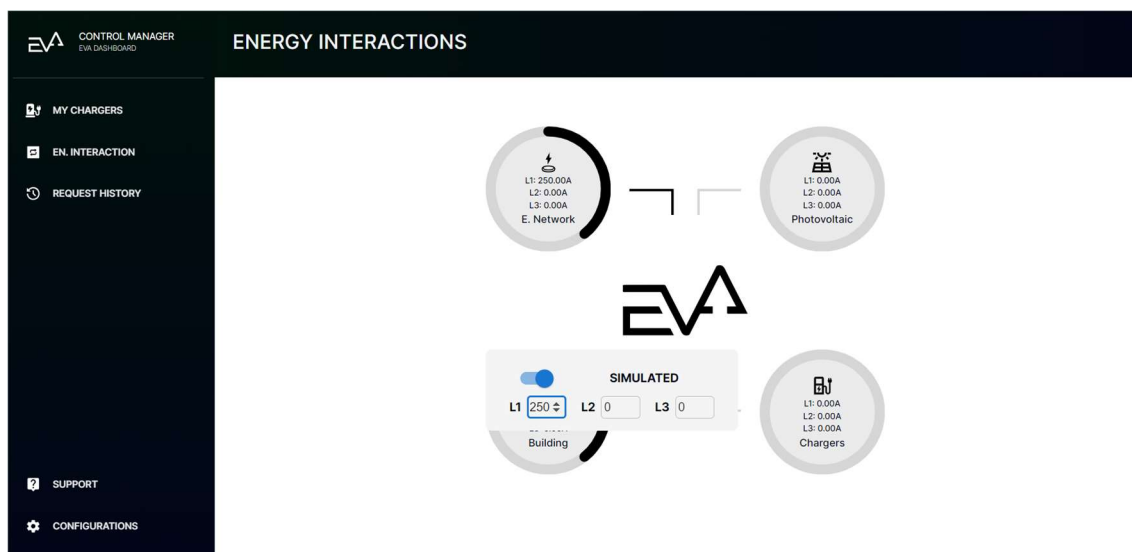 EVA
CONTROL MANAGER
EVA DASHBOARD
ENERGY INTERACTIONS
MY CHARGERS
EN. INTERACTION
REQUEST HISTORY
SUPPORT
CONFIGURATIONS
L1: 250.00A
L2: 0.00A
L3: 0.00A
E. Network
L1: 0.00A
L2: 0.00A
L3: 0.00A
Photovoltaic
EVA
SIMULATED
L1 250 L2 0 L3 0
Building
L1: 0.00A
L2: 0.00A
L3: 0.00A
Chargers